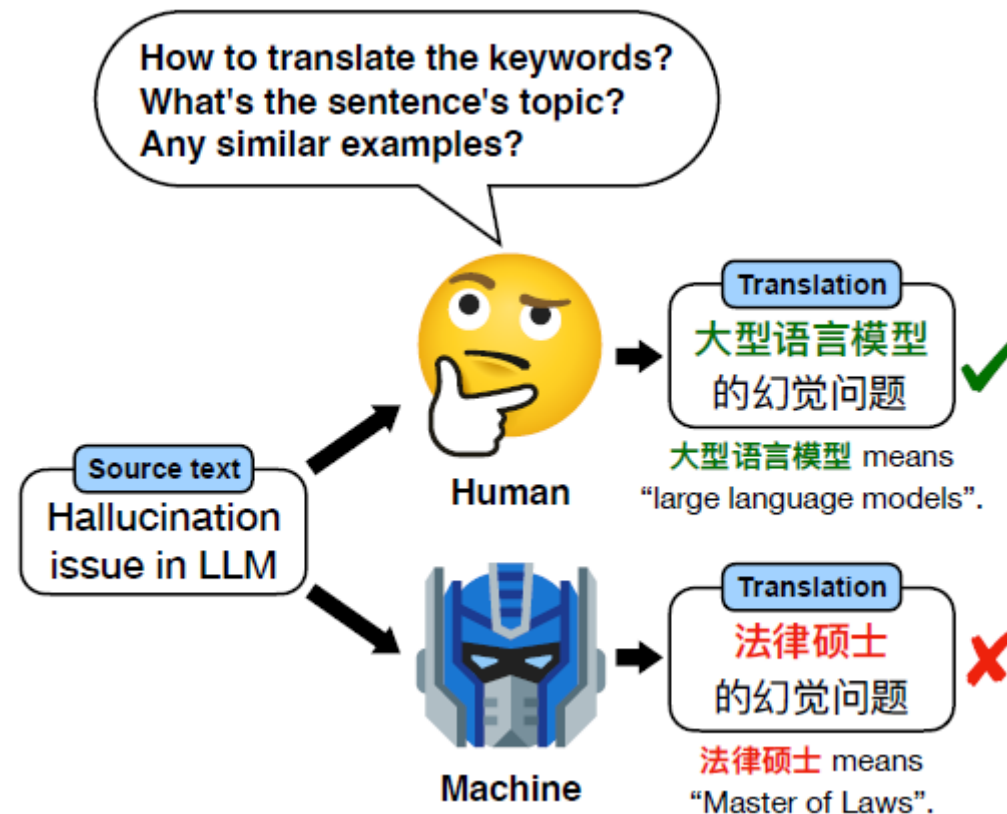 How to translate the keywords?
What's the sentence's topic?
Any similar examples?
Translation
大型语言模型
的幻觉问题
大型语言模型 means
“large language models”.
Human
Source text
Hallucination
issue in LLM
Translation
法律硕士
的幻觉问题
法律硕士 means
“Master of Laws”.
Machine